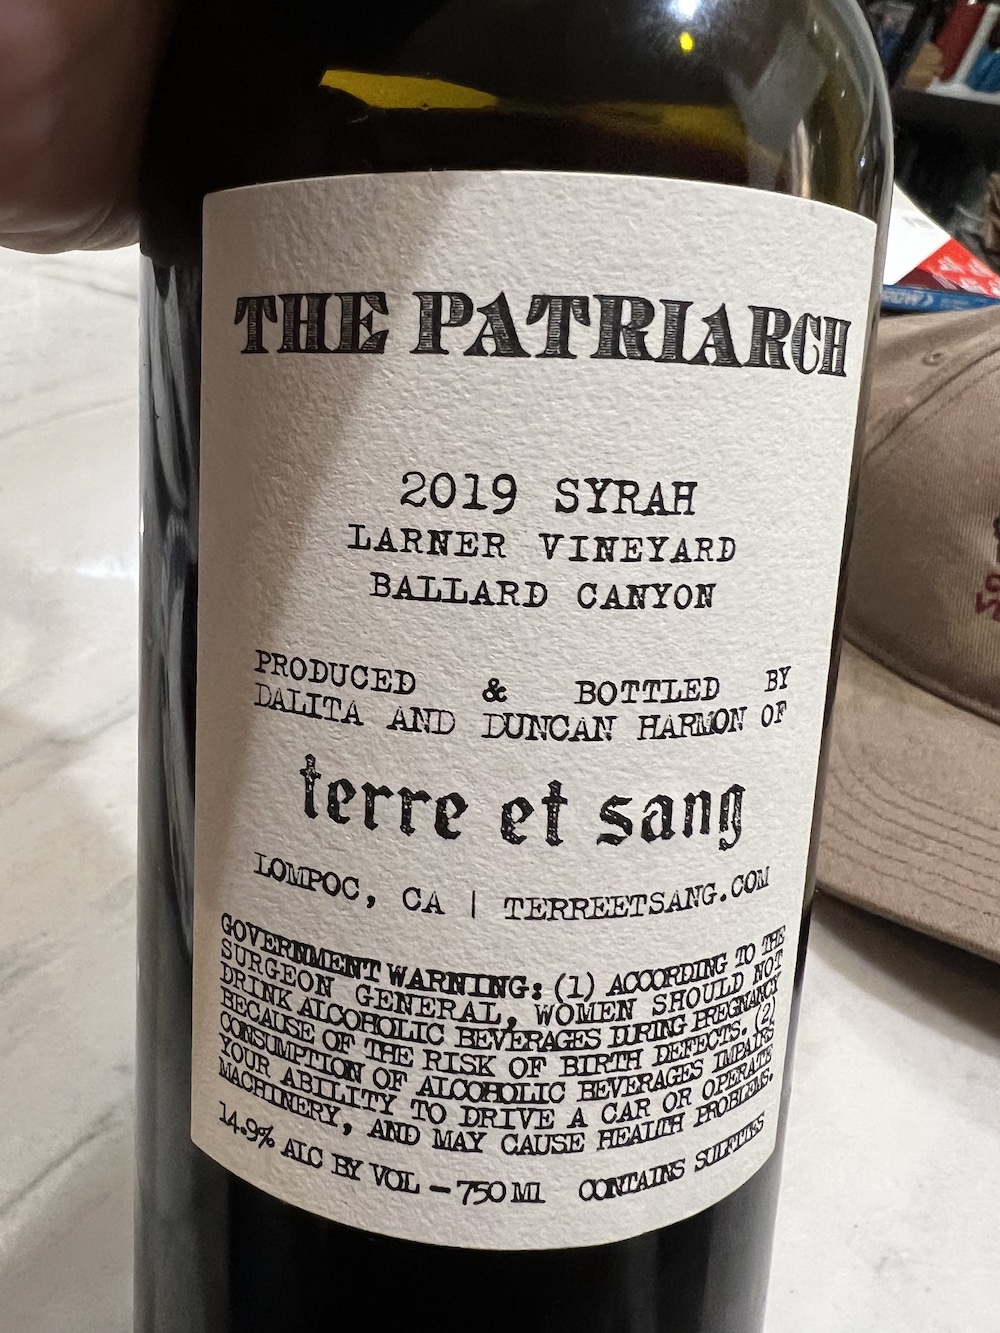 THE PATRIARCH
2019 SYRAH
LARNER VINEYARD
BALLARD CANYON
PRODUCED & BOTTLED BY
DALITA AND DUNCAN HARMON OF
terre et sang
LOMPOC, CA | TERREETSANG.COM
GOVERNMENT WARNING: (1) ACCORDING TO THE
SURGEON GENERAL, WOMEN SHOULD NOT
DRINK ALCOHOLIC BEVERAGES DURING PREGNANCY
BECAUSE OF THE RISK OF BIRTH DEFECTS. (2)
CONSUMPTION OF ALCOHOLIC BEVERAGES IMPAIRS
YOUR ABILITY TO DRIVE A CAR OR OPERATE
MACHINERY, AND MAY CAUSE HEALTH PROBLEMS.
14.9% ALC BY VOL - 750 Ml CONTAINS SULFITES